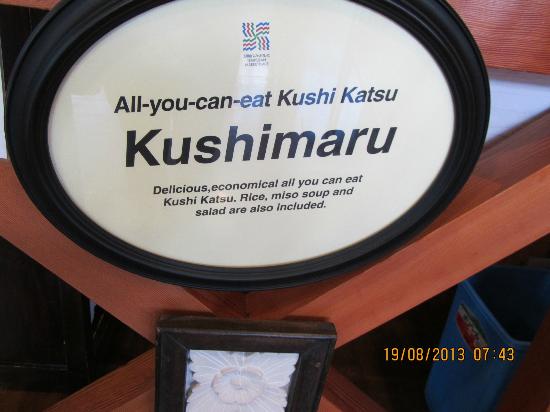 All-you-can-eat Kushi Katsu
Kushimaru
Delicious,economical all you can eat
Kushi Katsu. Rice, miso soup and
salad are also included.
19/08/2013 07:43